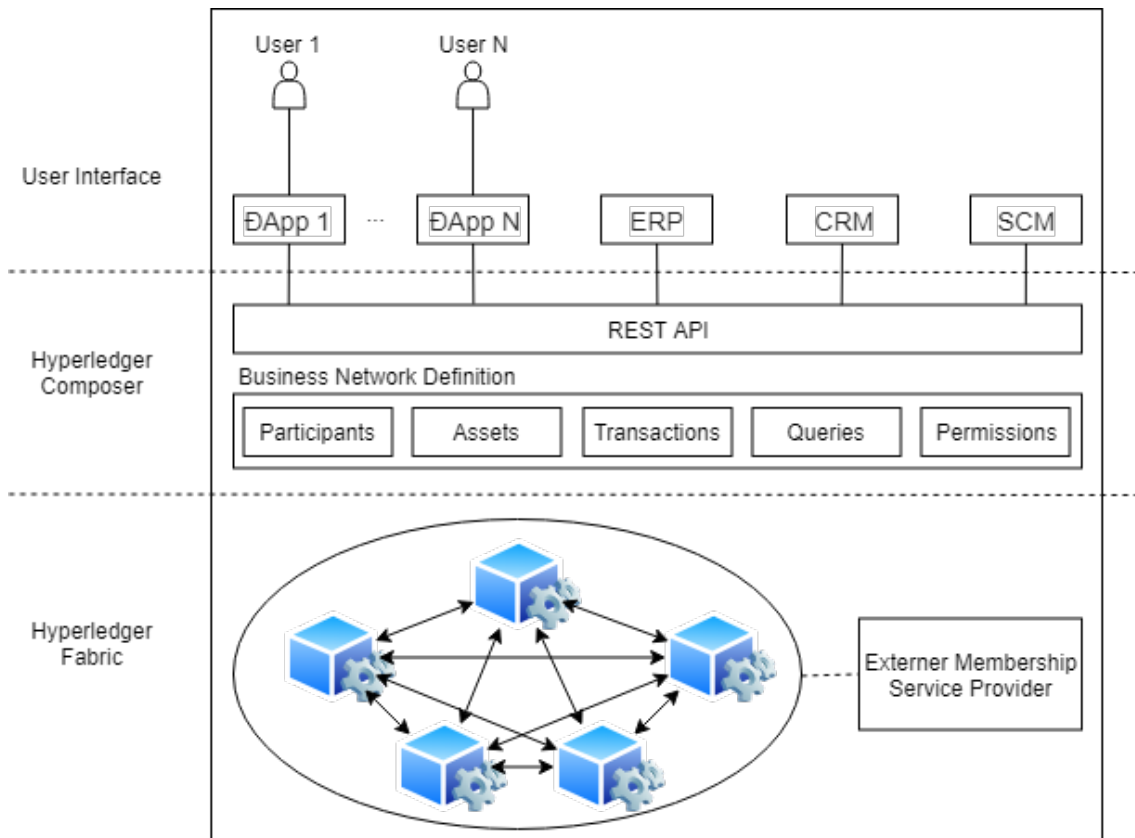 User 1
User N
User Interface
ĐApp 1
...
ĐApp N
ERP
CRM
SCM
REST API
Hyperledger
Composer
Business Network Definition
Participants
Assets
Transactions
Queries
Permissions
Hyperledger
Fabric
Externer Membership
Service Provider